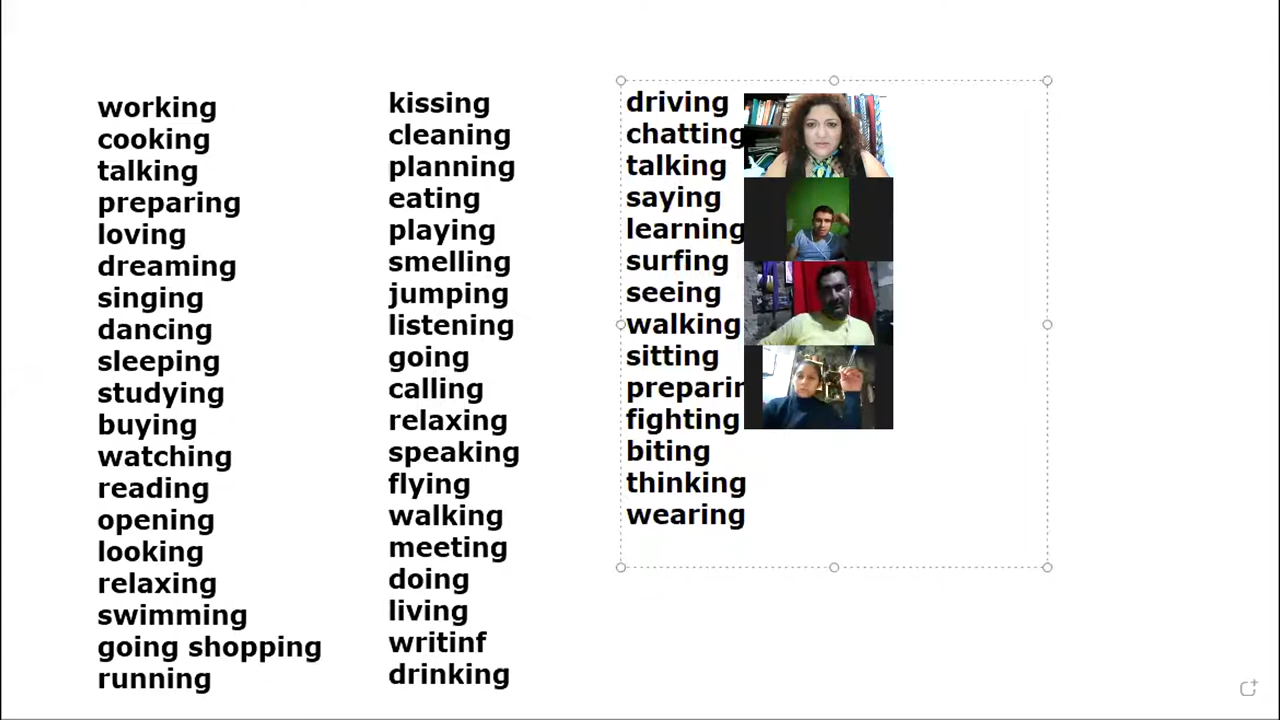 working
cooking
talking
preparing
loving
dreaming
singing
dancing
sleeping
studying
buying
watching
reading
opening
looking
relaxing
swimming
going shopping
running
kissing
cleaning
planning
eating
playing
smelling
jumping
listening
going
calling
relaxing
speaking
flying
walking
meeting
doing
living
writinf
drinking
driving
chatting
talking
saying
learning
surfing
seeing
walking
sitting
preparin
fighting
biting
thinking
wearing